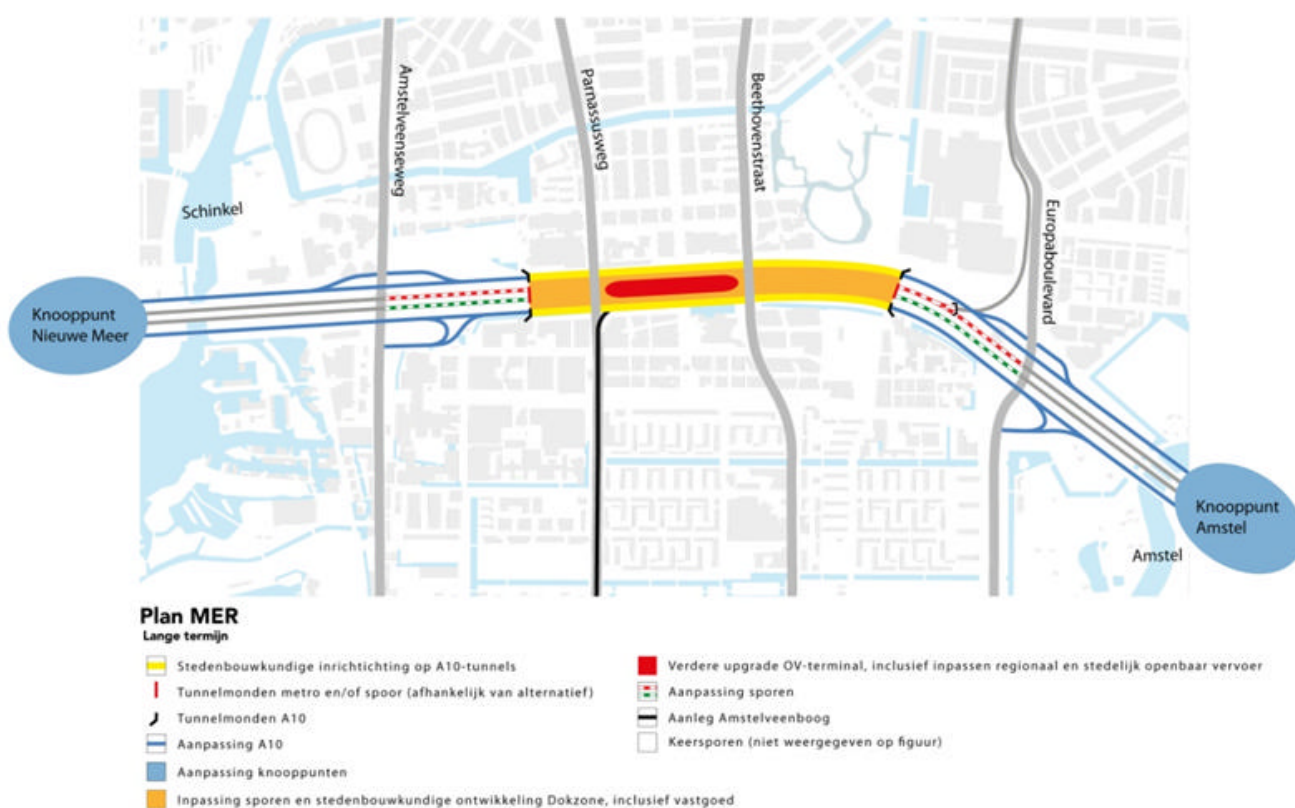 Amstelveenseweg
Parnassusweg
Beethovenstraat
Europaboulevard
Schinkel
Knooppunt
Nieuwe Meer
Knooppunt
Amstel
Amstel
Plan MER
Lange termijn
Stedenbouwkundige inrichtichting op A10-tunnels
Tunnelmonden metro en/of spoor (afhankelijk van alternatief)
Tunnelmonden A10
Aanpassing A10
Aanpassing knooppunten
Inpassing sporen en stedenbouwkundige ontwikkeling Dokzone, inclusief vastgoed
Verdere upgrade OV-terminal, inclusief inpassen regionaal en stedelijk openbaar vervoer
Aanpassing sporen
Aanleg Amstelveenboog
Keersporen (niet weergegeven op figuur)